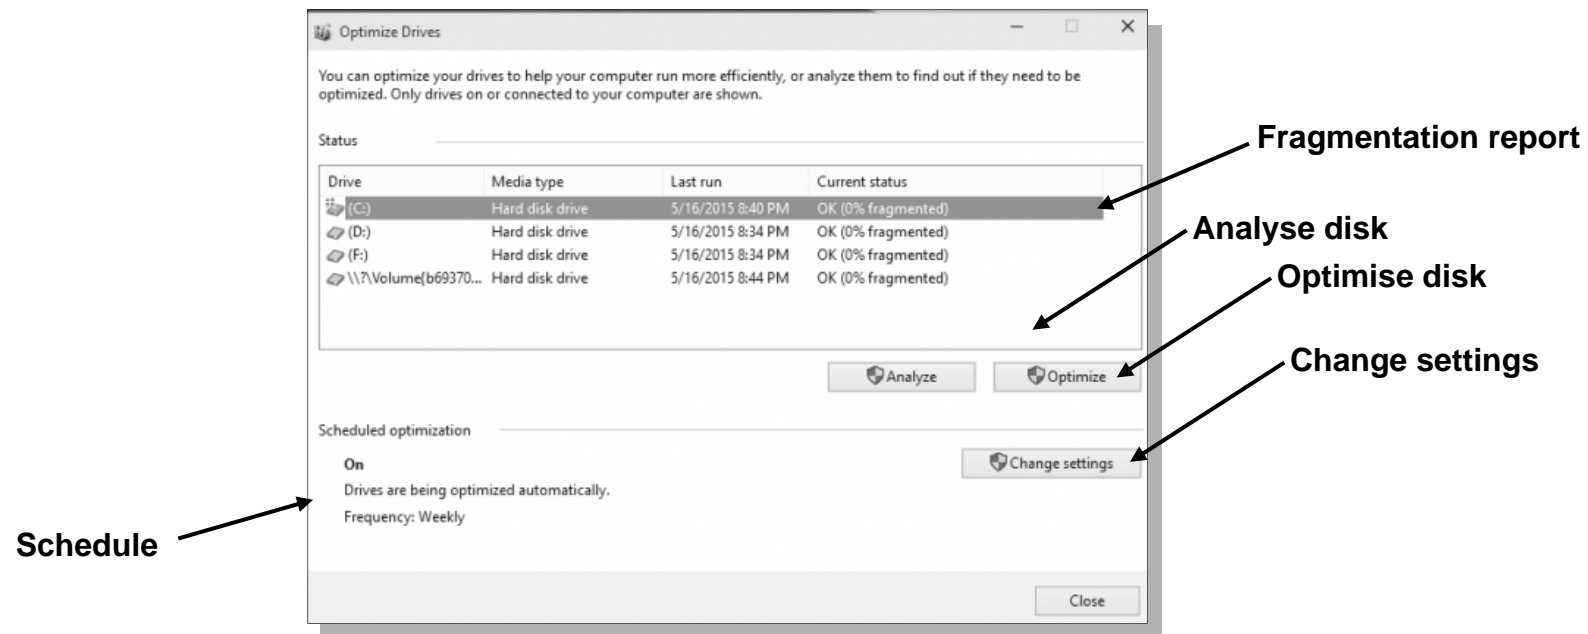 Optimize Drives
You can optimize your drives to help your computer run more efficiently, or analyze them to find out if they need to be
optimized. Only drives on or connected to your computer are shown.
Status
Fragmentation report
Drive Media type Last run Current status
(C:) Hard disk drive 5/16/2015 8:40 PM OK (0% fragmented)
(D:) Hard disk drive 5/16/2015 8:34 PM OK (0% fragmented)
(F:) Hard disk drive 5/16/2015 8:34 PM OK (0% fragmented)
\\?\Volume{b69370... Hard disk drive 5/16/2015 8:44 PM OK (0% fragmented)
Analyse disk
Optimise disk
Change settings
Analyze Optimize
Scheduled optimization
On
Change settings
Drives are being optimized automatically.
Frequency: Weekly
Schedule
Close